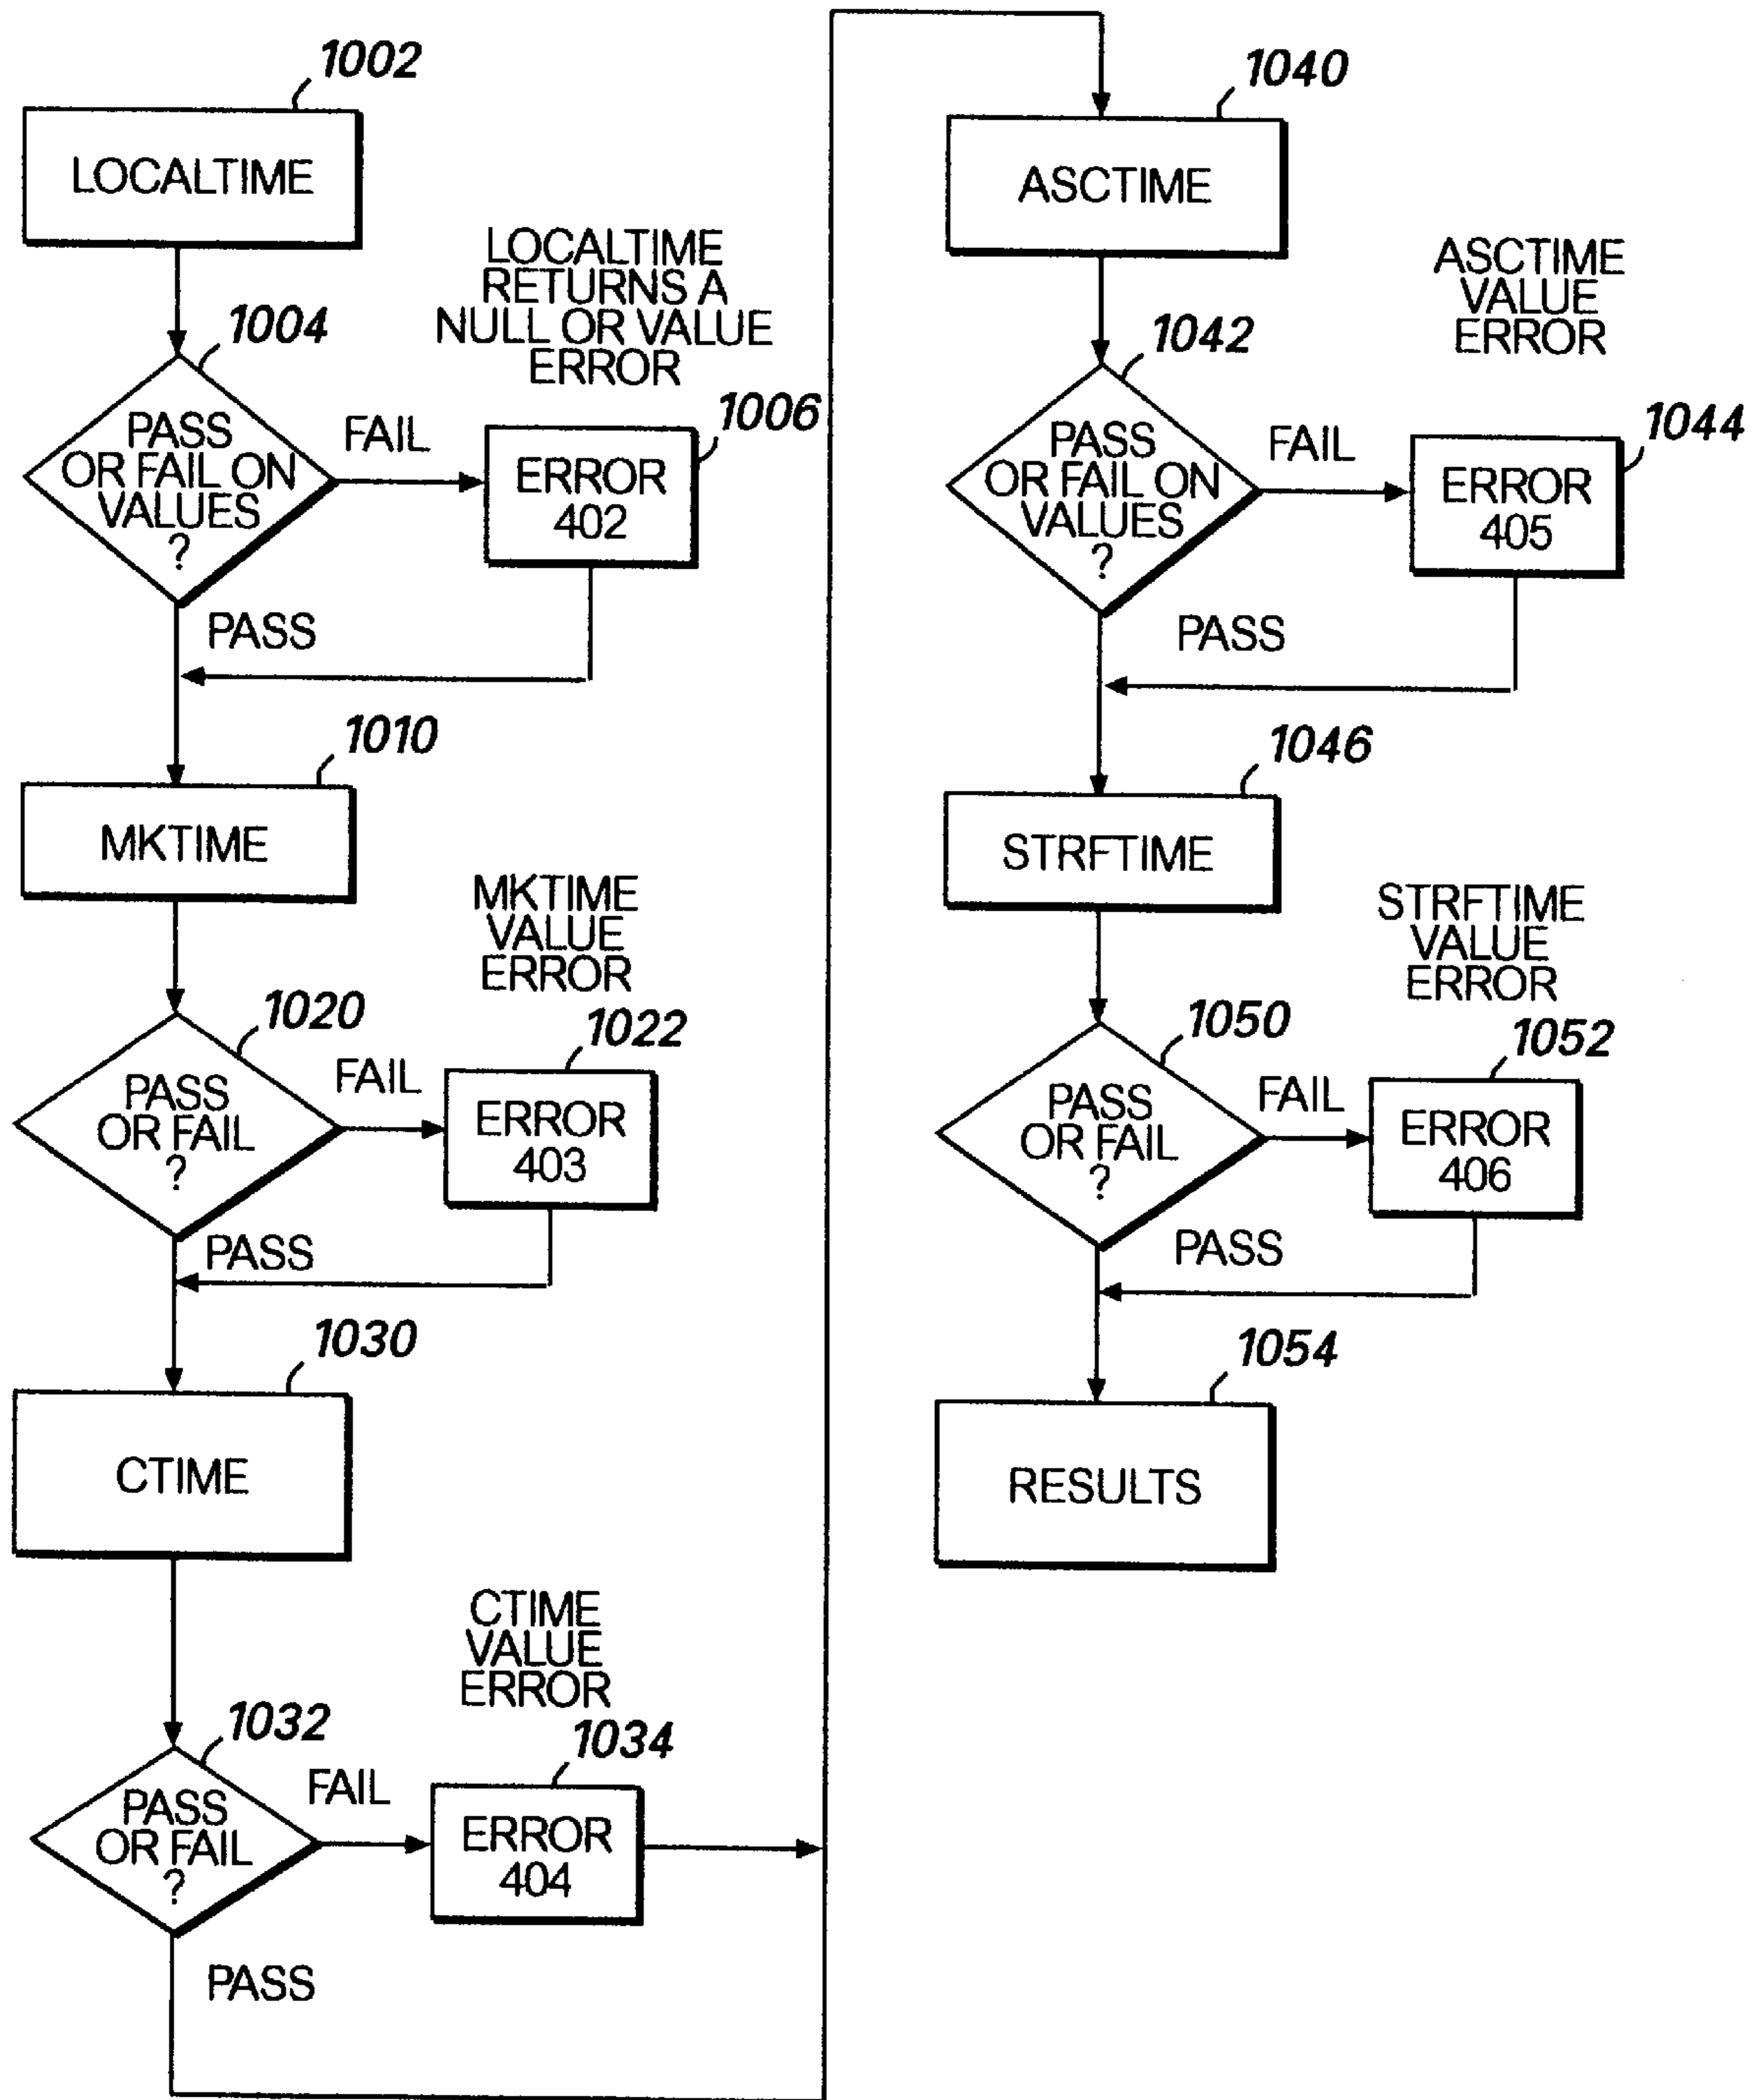 1002
LOCALTIME
LOCALTIME
RETURNS A
NULL OR VALUE
ERROR
1004
PASS
OR FAIL ON
VALUES
?
FAIL
1006
ERROR
402
PASS
1010
MKTIME
MKTIME
VALUE
ERROR
1020
PASS
OR FAIL
?
FAIL
1022
ERROR
403
PASS
1030
CTIME
CTIME
VALUE
ERROR
1032
PASS
OR FAIL
?
FAIL
1034
ERROR
404
PASS
1040
ASCTIME
ASCTIME
VALUE
ERROR
1042
PASS
OR FAIL ON
VALUES
?
FAIL
1044
ERROR
405
PASS
1046
STRFTIME
STRFTIME
VALUE
ERROR
1050
PASS
OR FAIL
?
FAIL
1052
ERROR
406
PASS
1054
RESULTS